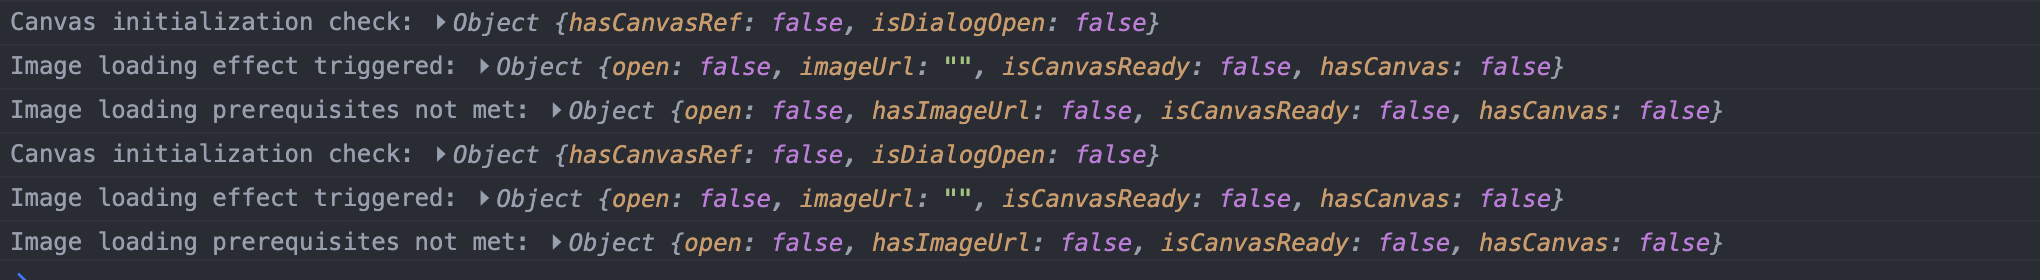 Canvas initialization check: ▶Object {hasCanvasRef: false, isDialogOpen: false}
Image loading effect triggered: ▶Object {open: false, imageUrl: "", isCanvasReady: false, hasCanvas: false}
Image loading prerequisites not met: ▶Object {open: false, hasImageUrl: false, isCanvasReady: false, hasCanvas: false}
Canvas initialization check: ▶Object {hasCanvasRef: false, isDialogOpen: false}
Image loading effect triggered: ▶Object {open: false, imageUrl: "", isCanvasReady: false, hasCanvas: false}
Image loading prerequisites not met: ▶Object {open: false, hasImageUrl: false, isCanvasReady: false, hasCanvas: false}